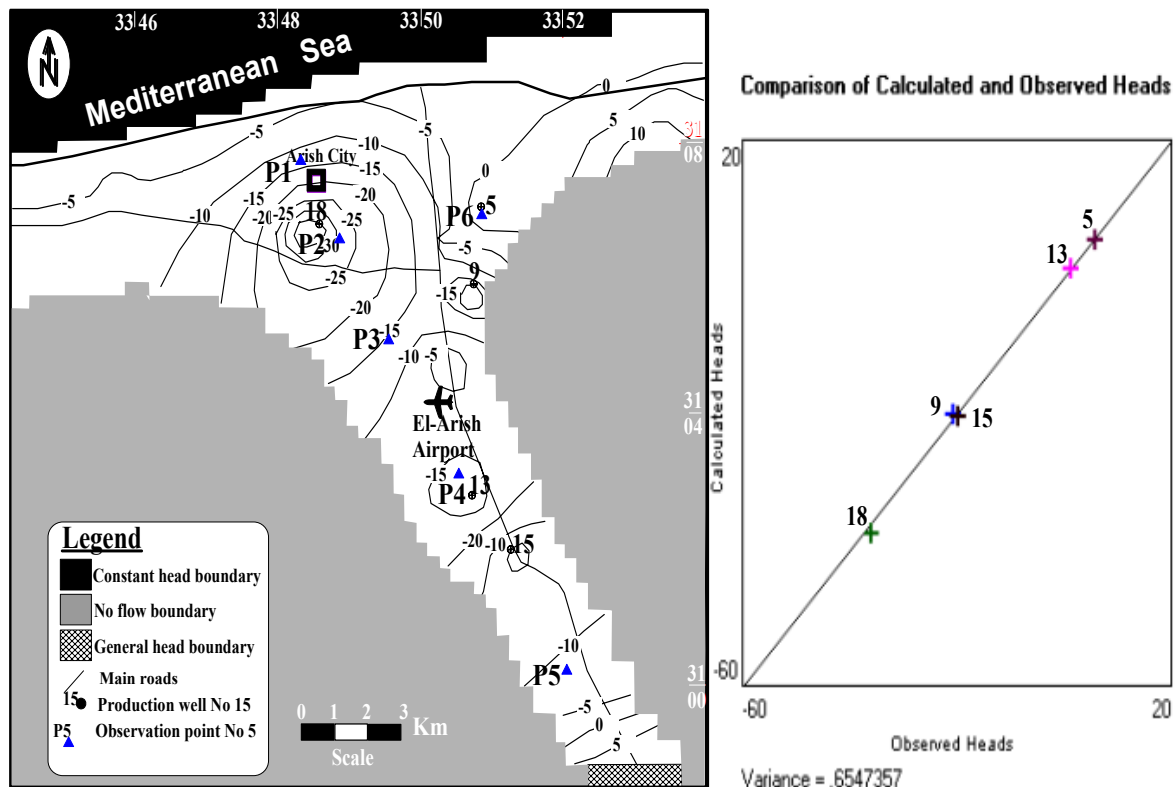 33 46
33 48
33 50
33 52
N
Mediterranean Sea
0
-5
-5
5
10
31
08
-10
Arish City
P1
-15
-15
0
-5
-15
-20
-10
-20
-25
-25
18
P2
-30
P6
5
-5
-25
9
-15
-20
P3
-15
-10
-5
31
04
El-Arish
Airport
-15
P4
13
-20
-10
15
-10
P5
31
00
-5
0
5
Legend
Constant head boundary
No flow boundary
General head boundary
Main roads
15
Production well No 15
P5
Observation point No 5
0 1 2 3 Km
Scale
Comparison of Calculated and Observed Heads
20
5
13
Calculated Heads
9
15
18
-60
-60
20
Observed Heads
Variance = .6547357